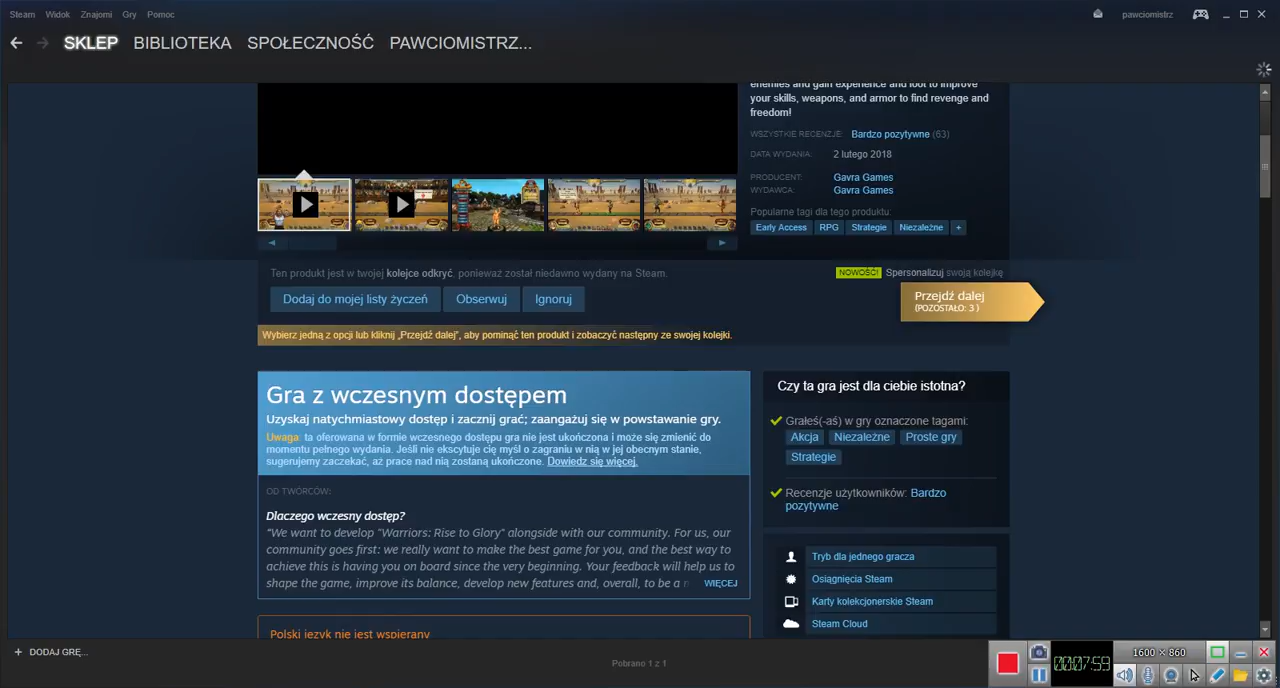 Steam Widok Znajomi Gry Pomoc
pawciomistrz
SKLEP BIBLIOTEKA SPOŁECZNOŚĆ PAWCIOMISTRZ...
enemies and gain experience and loot to improve
your skills, weapons, and armor to find revenge and
freedom!
WSZYSTKIE RECENZJE: Bardzo pozytywne (63)
DATA WYDANIA: 2 lutego 2018
PRODUCENT: Gavra Games
WYDAWCA: Gavra Games
Popularne tagi dla tego produktu:
Early Access RPG Strategie Niezależne +
Ten produkt jest w twojej kolejce odkryć, ponieważ został niedawno wydany na Steam.
NOWOŚĆ! Spersonalizuj swoją kolejkę
Dodaj do mojej listy życzeń Obserwuj Ignoruj
Przejdź dalej
(POZOSTAŁO: 3 )
Wybierz jedną z opcji lub kliknij „Przejdź dalej”, aby pominąć ten produkt i zobaczyć następny ze swojej kolejki.
Gra z wczesnym dostępem
Uzyskaj natychmiastowy dostęp i zacznij grać; zaangażuj się w powstawanie gry.
Uwaga: ta oferowana w formie wczesnego dostępu gra nie jest ukończona i może się zmienić do
momentu pełnego wydania. Jeśli nie ekscytuje cię myśl o zagraniu w nią w jej obecnym stanie,
sugerujemy zaczekać, aż prace nad nią zostaną ukończone. Dowiedz się więcej.
OD TWÓRCÓW:
Dlaczego wczesny dostęp?
“We want to develop "Warriors: Rise to Glory" alongside with our community. For us, our
community goes first: we really want to make the best game for you, and the best way to
achieve this is having you on board since the very beginning. Your feedback will help us to
shape the game, improve its balance, develop new features and, overall, to be a n WIĘCEJ
Polski język nie jest wspierany
Czy ta gra jest dla ciebie istotna?
Grałeś(-aś) w gry oznaczone tagami:
Akcja Niezależne Proste gry
Strategie
Recenzje użytkowników: Bardzo
pozytywne
Tryb dla jednego gracza
Osiągnięcia Steam
Karty kolekcjonerskie Steam
Steam Cloud
+ DODAJ GRĘ...
Pobrano 1 z 1
00:07:59
1600 × 860